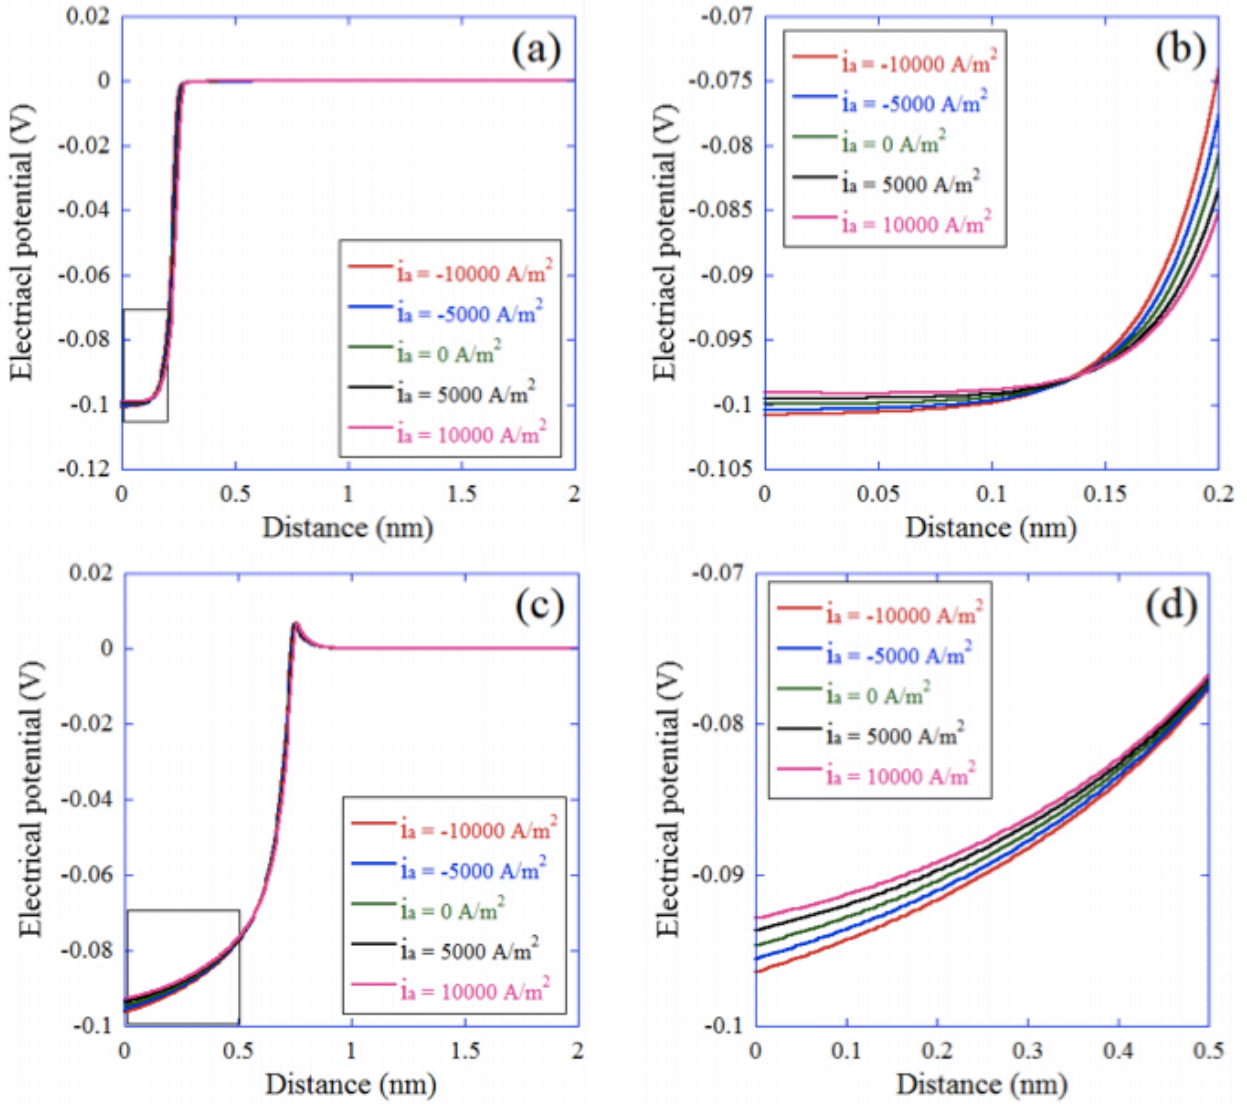 (a)
Electriacl potential (V)
0.02
0
-0.02
-0.04
-0.06
-0.08
-0.1
-0.12
iₐ = -10000 A/m²
iₐ = -5000 A/m²
iₐ = 0 A/m²
iₐ = 5000 A/m²
iₐ = 10000 A/m²
0 0.5 1 1.5 2
Distance (nm)
(b)
Electriacl potential (V)
-0.07
-0.075
-0.08
-0.085
-0.09
-0.095
-0.1
-0.105
iₐ = -10000 A/m²
iₐ = -5000 A/m²
iₐ = 0 A/m²
iₐ = 5000 A/m²
iₐ = 10000 A/m²
0 0.05 0.1 0.15 0.2
Distance (nm)
(c)
Electrical potential (V)
0.02
0
-0.02
-0.04
-0.06
-0.08
-0.1
iₐ = -10000 A/m²
iₐ = -5000 A/m²
iₐ = 0 A/m²
iₐ = 5000 A/m²
iₐ = 10000 A/m²
0 0.5 1 1.5 2
Distance (nm)
(d)
Electrical potential (V)
-0.07
-0.08
-0.09
-0.1
iₐ = -10000 A/m²
iₐ = -5000 A/m²
iₐ = 0 A/m²
iₐ = 5000 A/m²
iₐ = 10000 A/m²
0 0.1 0.2 0.3 0.4 0.5
Distance (nm)